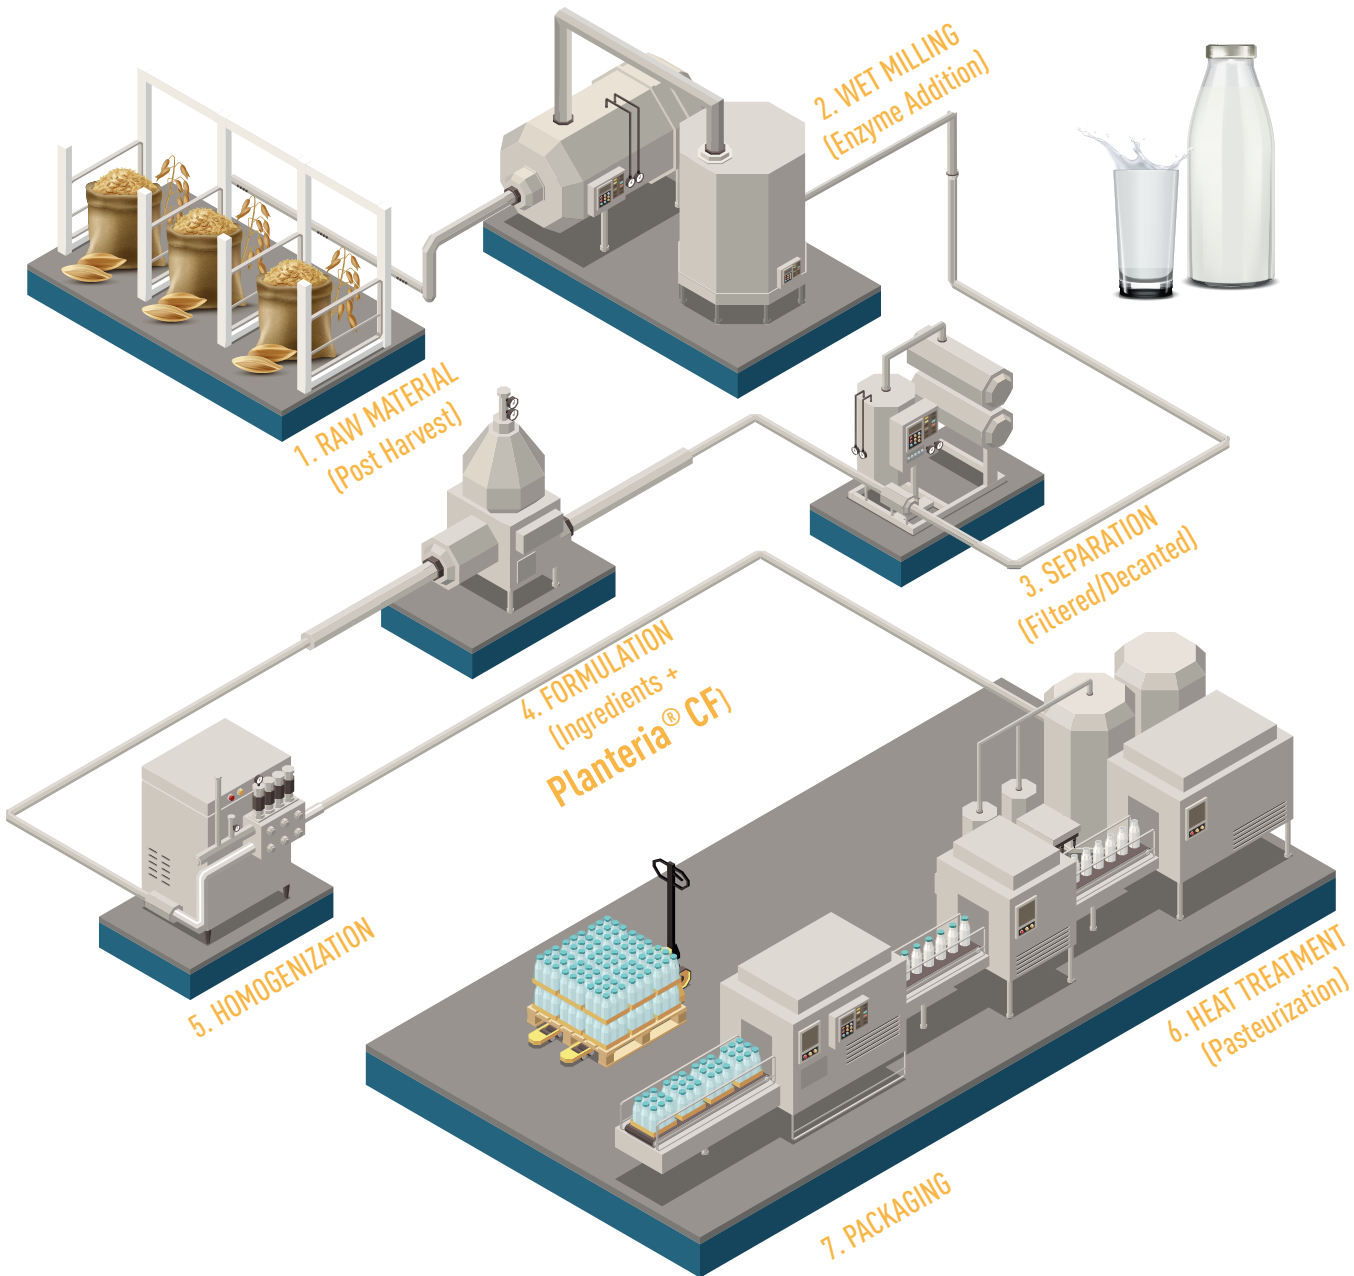 1. RAW MATERIAL
(Post Harvest)
2. WET MILLING
(Enzyme Addition)
3. SEPARATION
(Filtered/Decanted)
4. FORMULATION
(Ingredients +
Planteria® CF)
5. HOMOGENIZATION
6. HEAT TREATMENT
(Pasteurization)
7. PACKAGING